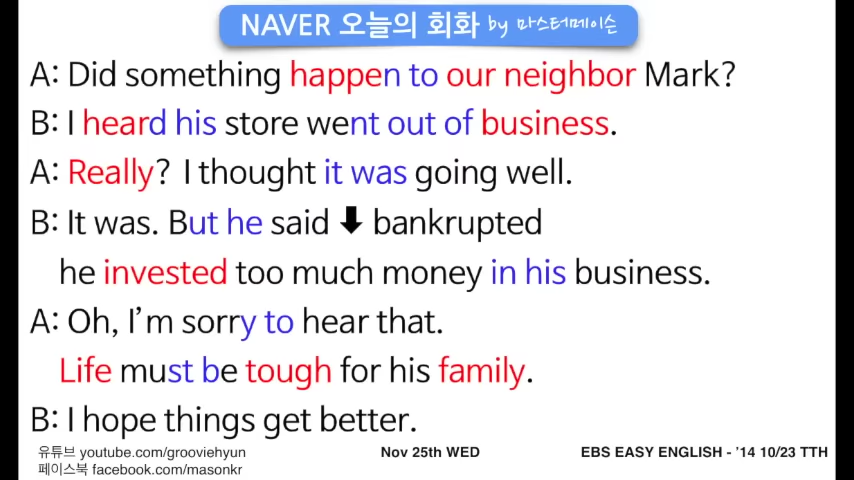 NAVER 오늘의 회화 by 마스터메이슨
A: Did something happen to our neighbor Mark?
B: I heard his store went out of business.
A: Really? I thought it was going well.
B: It was. But he said ⬇ bankrupted
he invested too much money in his business.
A: Oh, I'm sorry to hear that.
Life must be tough for his family.
B: I hope things get better.
유튜브 youtube.com/grooviehyun
페이스북 facebook.com/masonkr
Nov 25th WED
EBS EASY ENGLISH - '14 10/23 TTH